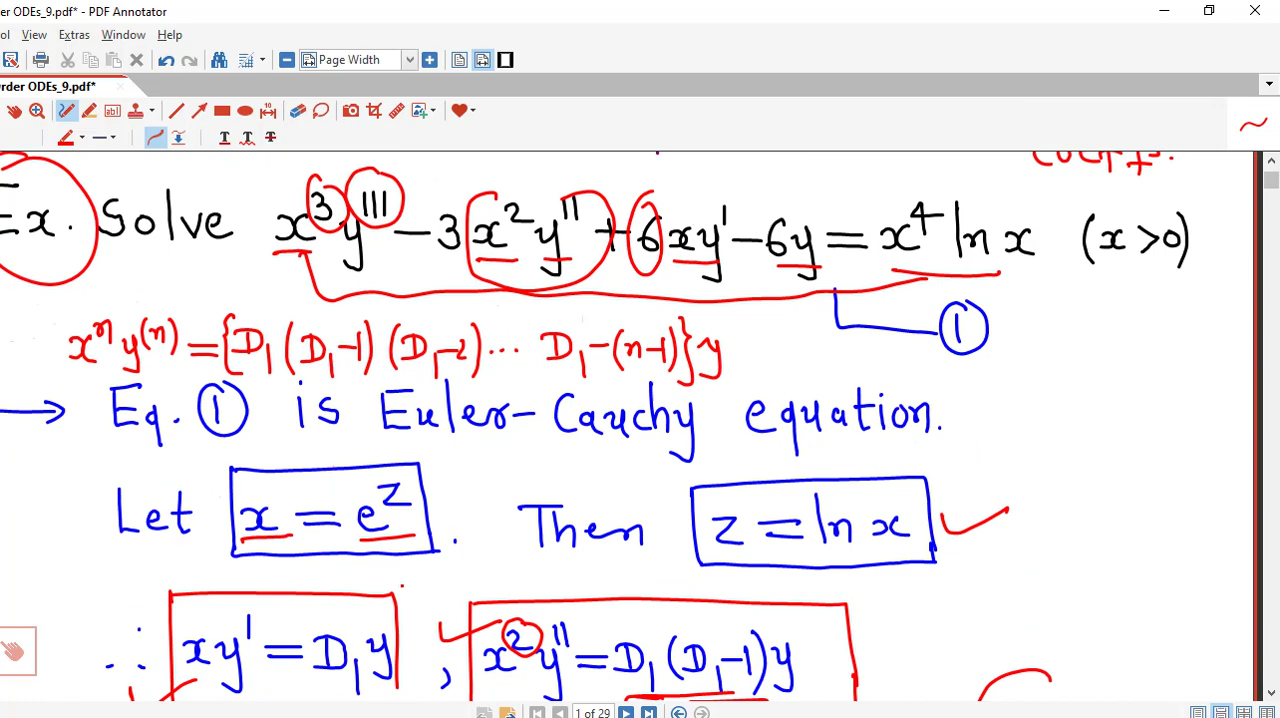 rder ODEs_9.pdf* - PDF Annotator
ol View Extras Window Help
Page Width
rder ODEs_9.pdf*
Ex. Solve x³y''' - 3x²y'' + 6xy' - 6y = x⁴ ln x (x > 0)
①
xⁿy⁽ⁿ⁾ = {D₁(D₁-1)(D₁-2)... D₁-(n-1)}y
→ Eq. ① is Euler-Cauchy equation.
Let x = e^z. Then z = ln x
∴ xy' = D₁y, x²y'' = D₁(D₁-1)y
1 of 29